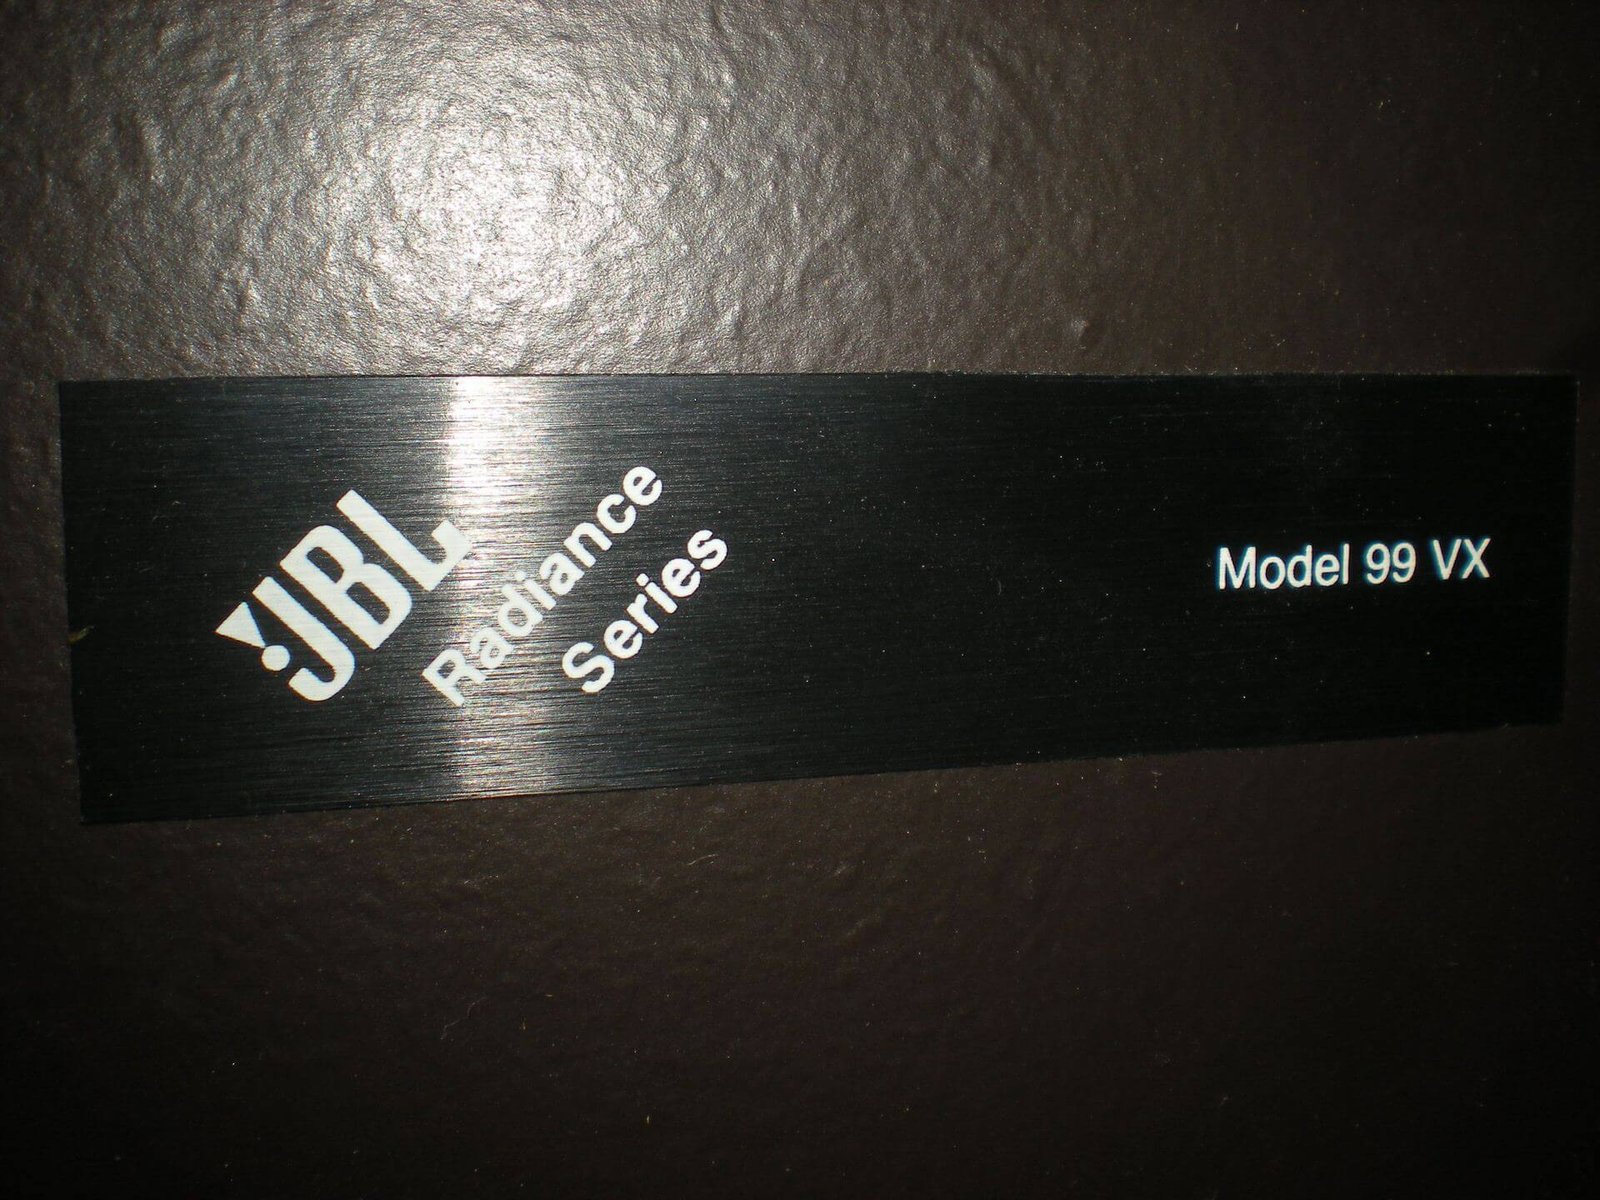 JBL
Radiance
Series
Model 99 VX